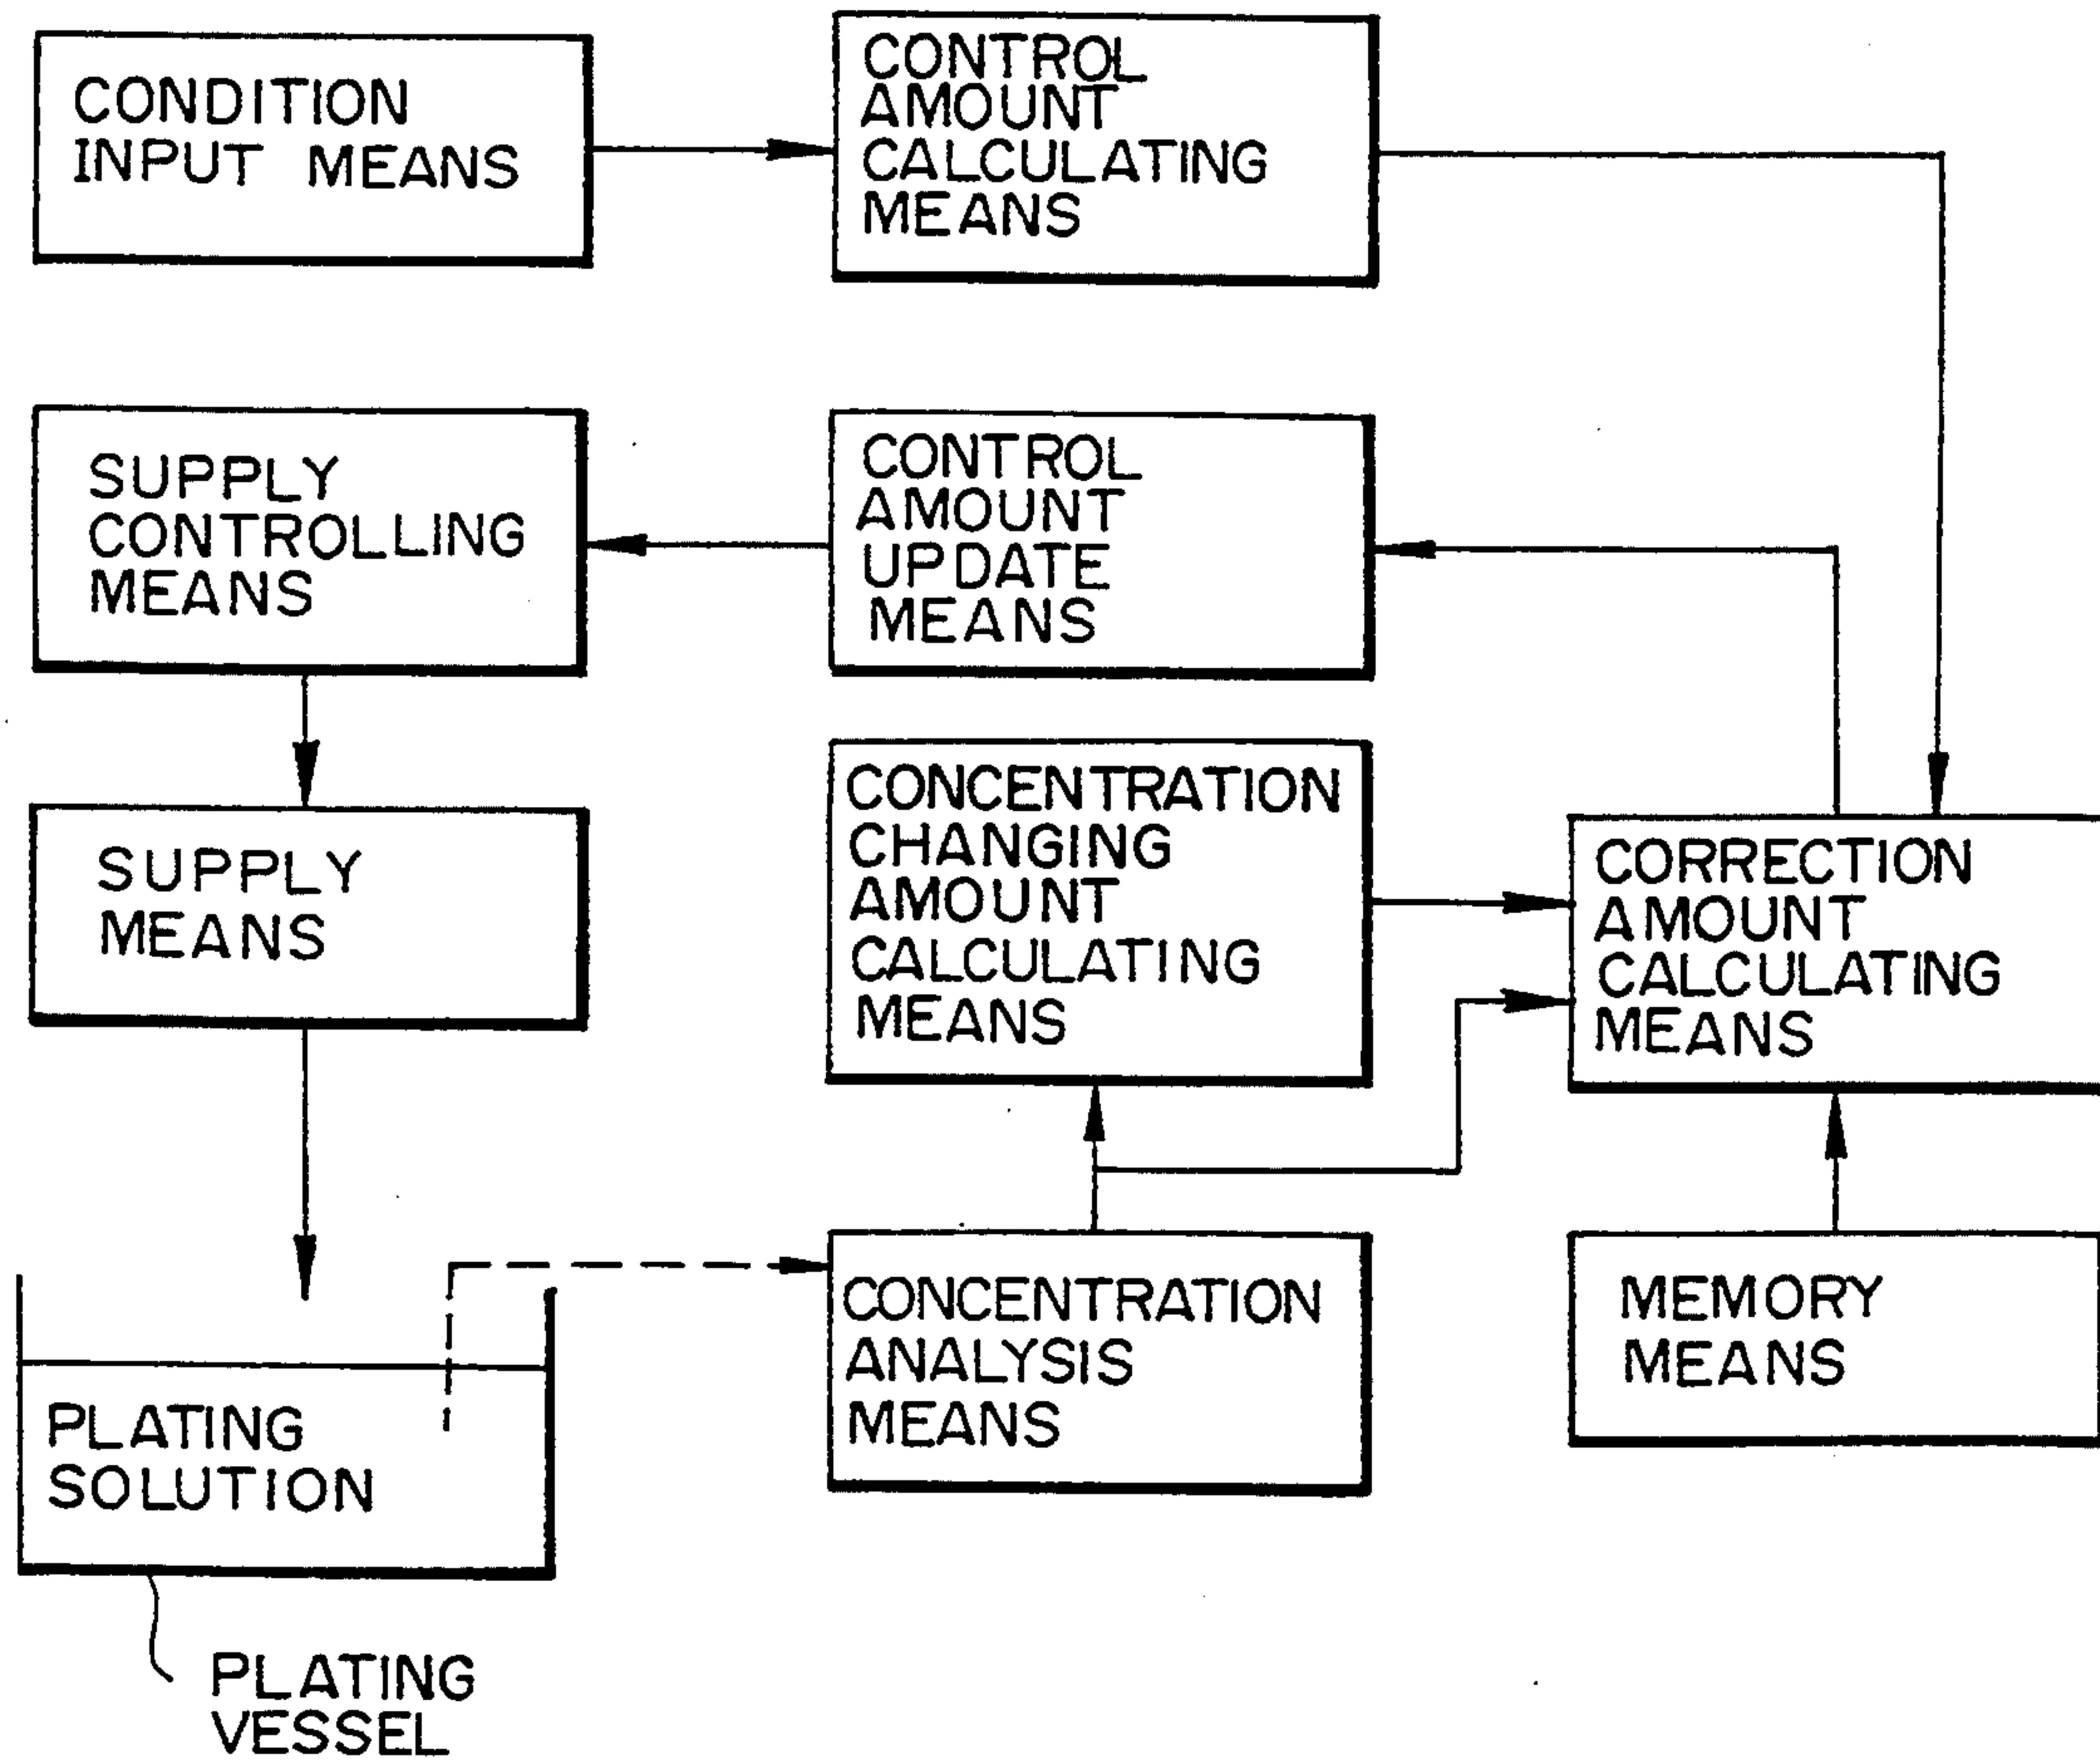 CONDITION
INPUT MEANS
CONTROL
AMOUNT
CALCULATING
MEANS
SUPPLY
CONTROLLING
MEANS
CONTROL
AMOUNT
UPDATE
MEANS
SUPPLY
MEANS
CONCENTRATION
CHANGING
AMOUNT
CALCULATING
MEANS
CORRECTION
AMOUNT
CALCULATING
MEANS
PLATING
SOLUTION
CONCENTRATION
ANALYSIS
MEANS
MEMORY
MEANS
PLATING
VESSEL